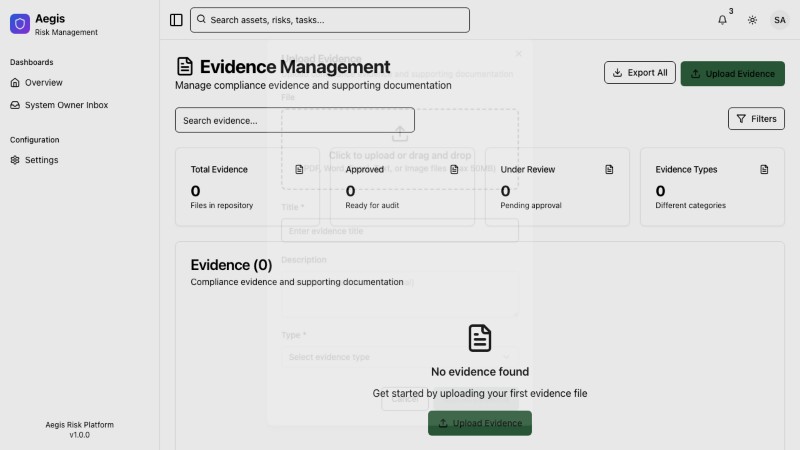 Aegis
Risk Management
Search assets, risks, tasks...
3
SA
Dashboards
Overview
System Owner Inbox
Configuration
Settings
Aegis Risk Platform
v1.0.0
Evidence Management
Manage compliance evidence and supporting documentation
Export All
Upload Evidence
Search evidence...
Filters
Total Evidence
0
Files in repository
Approved
0
Ready for audit
Under Review
0
Pending approval
Evidence Types
0
Different categories
Evidence (0)
Compliance evidence and supporting documentation
No evidence found
Get started by uploading your first evidence file
Upload Evidence
Upload Evidence
and supporting documentation
File
Click to upload or drag and drop
PDF, Word, or image files
Title *
Enter evidence title
Description
Type *
Select evidence type
Cancel